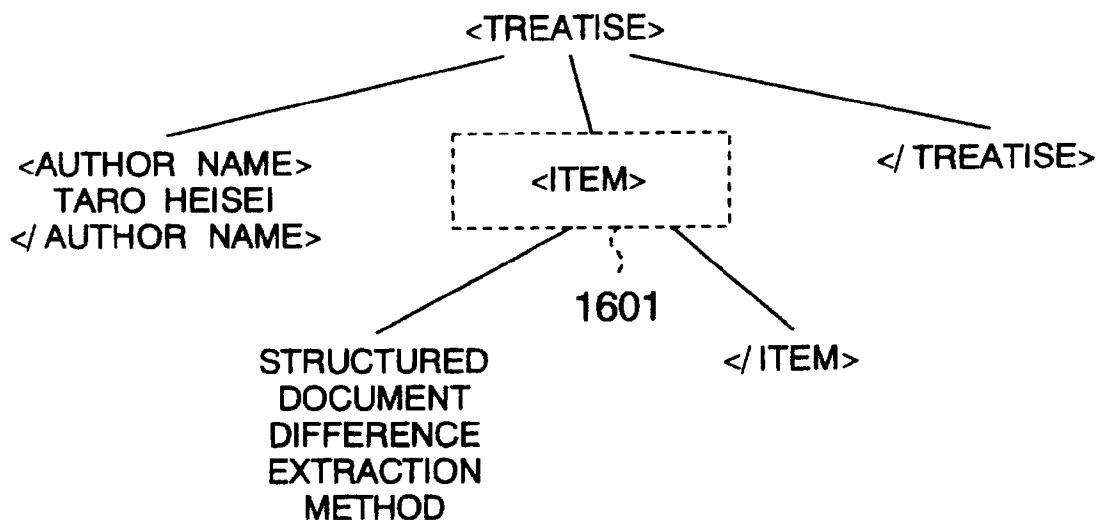 <TREATISE>
<AUTHOR NAME>
TARO HEISEI
</AUTHOR NAME>
<ITEM>
</TREATISE>
1601
STRUCTURED
DOCUMENT
DIFFERENCE
EXTRACTION
METHOD
</ITEM>